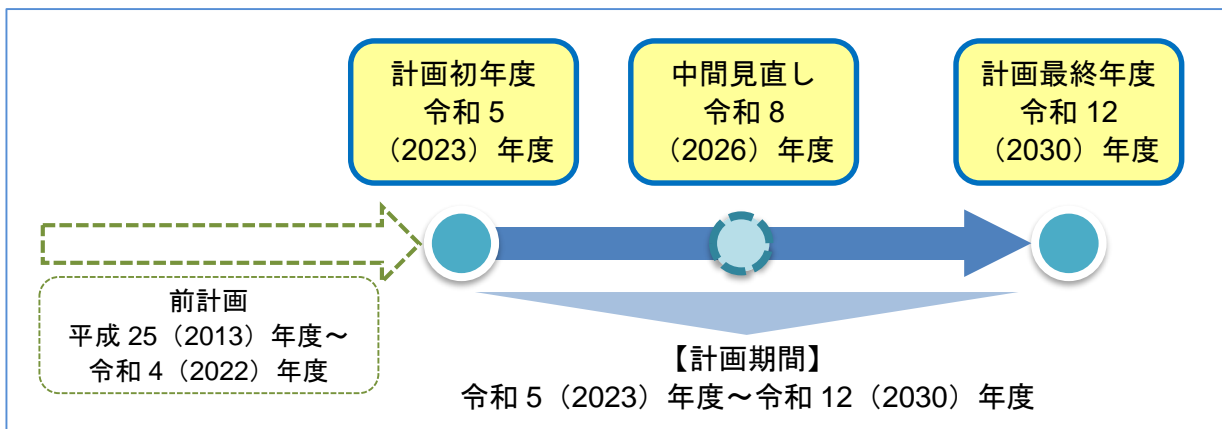 計画初年度
令和 5
（2023）年度
中間見直し
令和 8
（2026）年度
計画最終年度
令和 12
（2030）年度
前計画
平成 25（2013）年度～
令和 4（2022）年度
【計画期間】
令和 5（2023）年度～令和 12（2030）年度